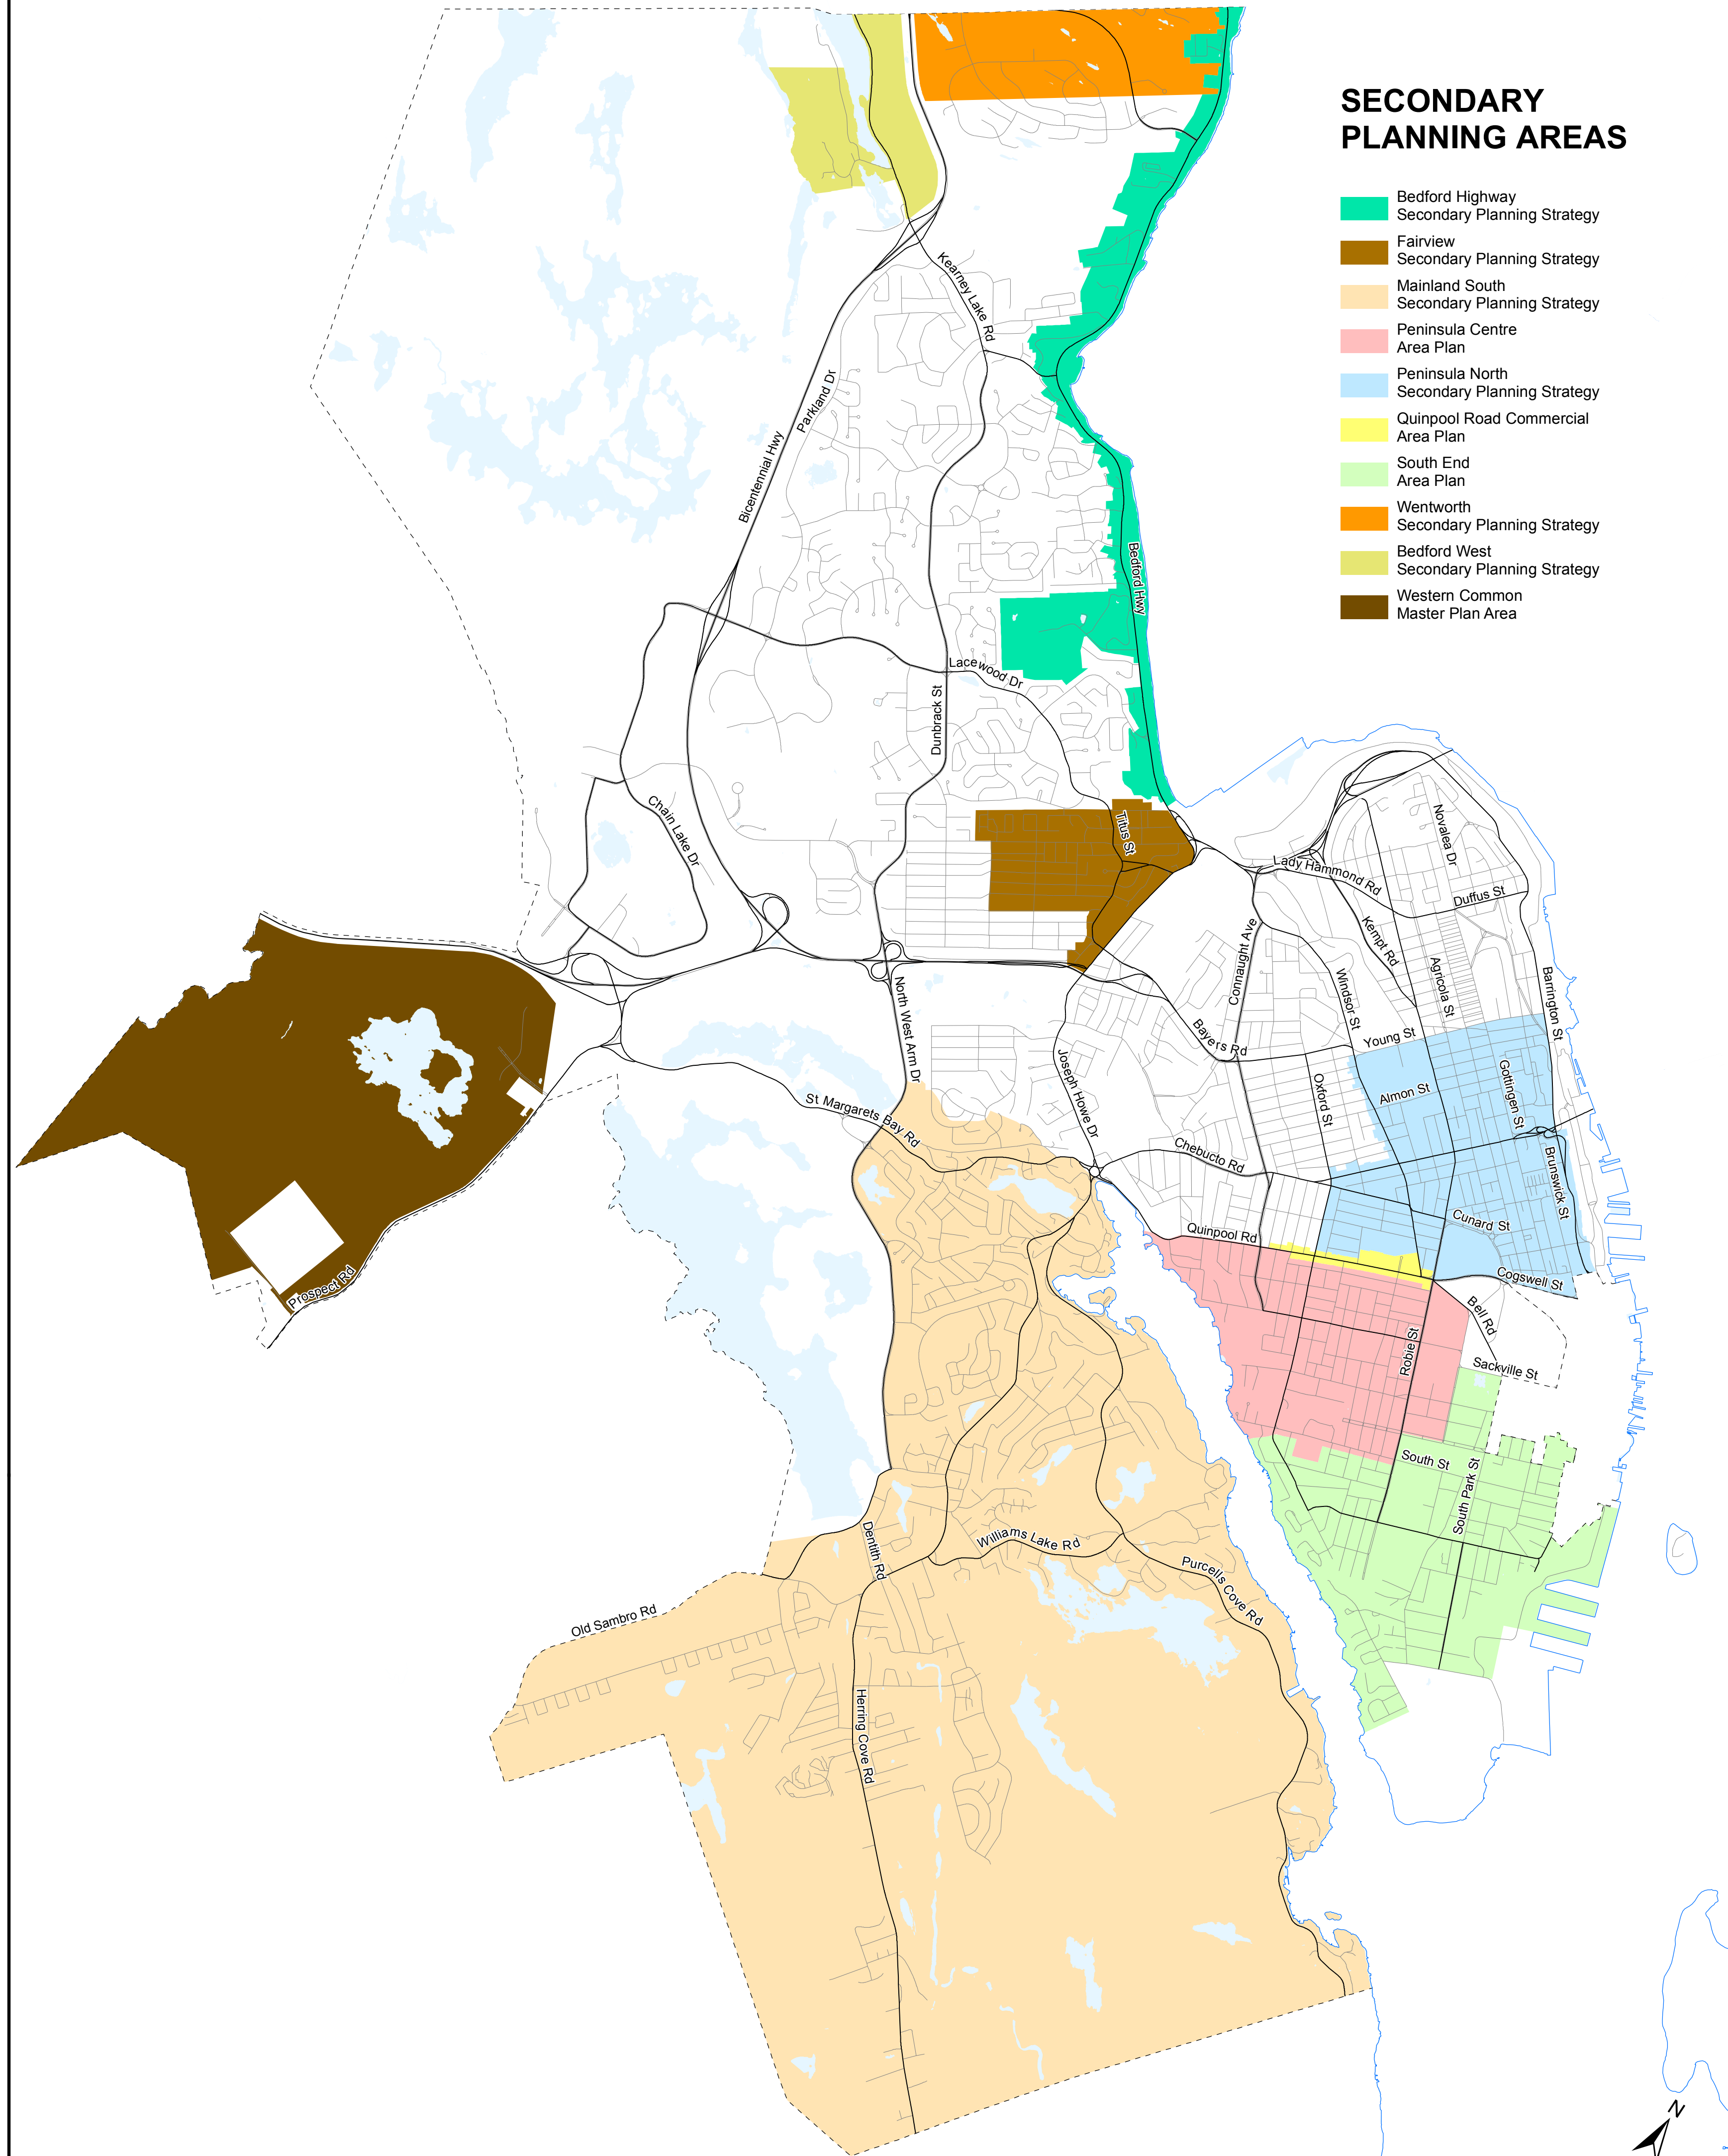 SECONDARY
PLANNING AREAS
Bedford Highway
Secondary Planning Strategy
Fairview
Secondary Planning Strategy
Mainland South
Secondary Planning Strategy
Peninsula Centre
Area Plan
Peninsula North
Secondary Planning Strategy
Quinpool Road Commercial
Area Plan
South End
Area Plan
Wentworth
Secondary Planning Strategy
Bedford West
Secondary Planning Strategy
Western Common
Master Plan Area
Kearney Lake Rd
Parkland Dr
Bicentennial Hwy
Bedford Hwy
Lacewood Dr
Dunbrack St
Chain Lake Dr
Titus St
Novalea Dr
Lady Hammond Rd
Duffus St
Kempt Rd
Connaught Ave
Agricola St
Windsor St
Barrington St
North West Arm Dr
Bayers Rd
Young St
Joseph Howe Dr
Gottingen St
Almon St
Oxford St
St Margarets Bay Rd
Chebucto Rd
Brunswick St
Cunard St
Quinpool Rd
Cogswell St
Prospect Rd
Bell Rd
Robie St
Sackville St
South St
South Park St
Dentith Rd
Williams Lake Rd
Purcells Cove Rd
Old Sambro Rd
Herring Cove Rd
N